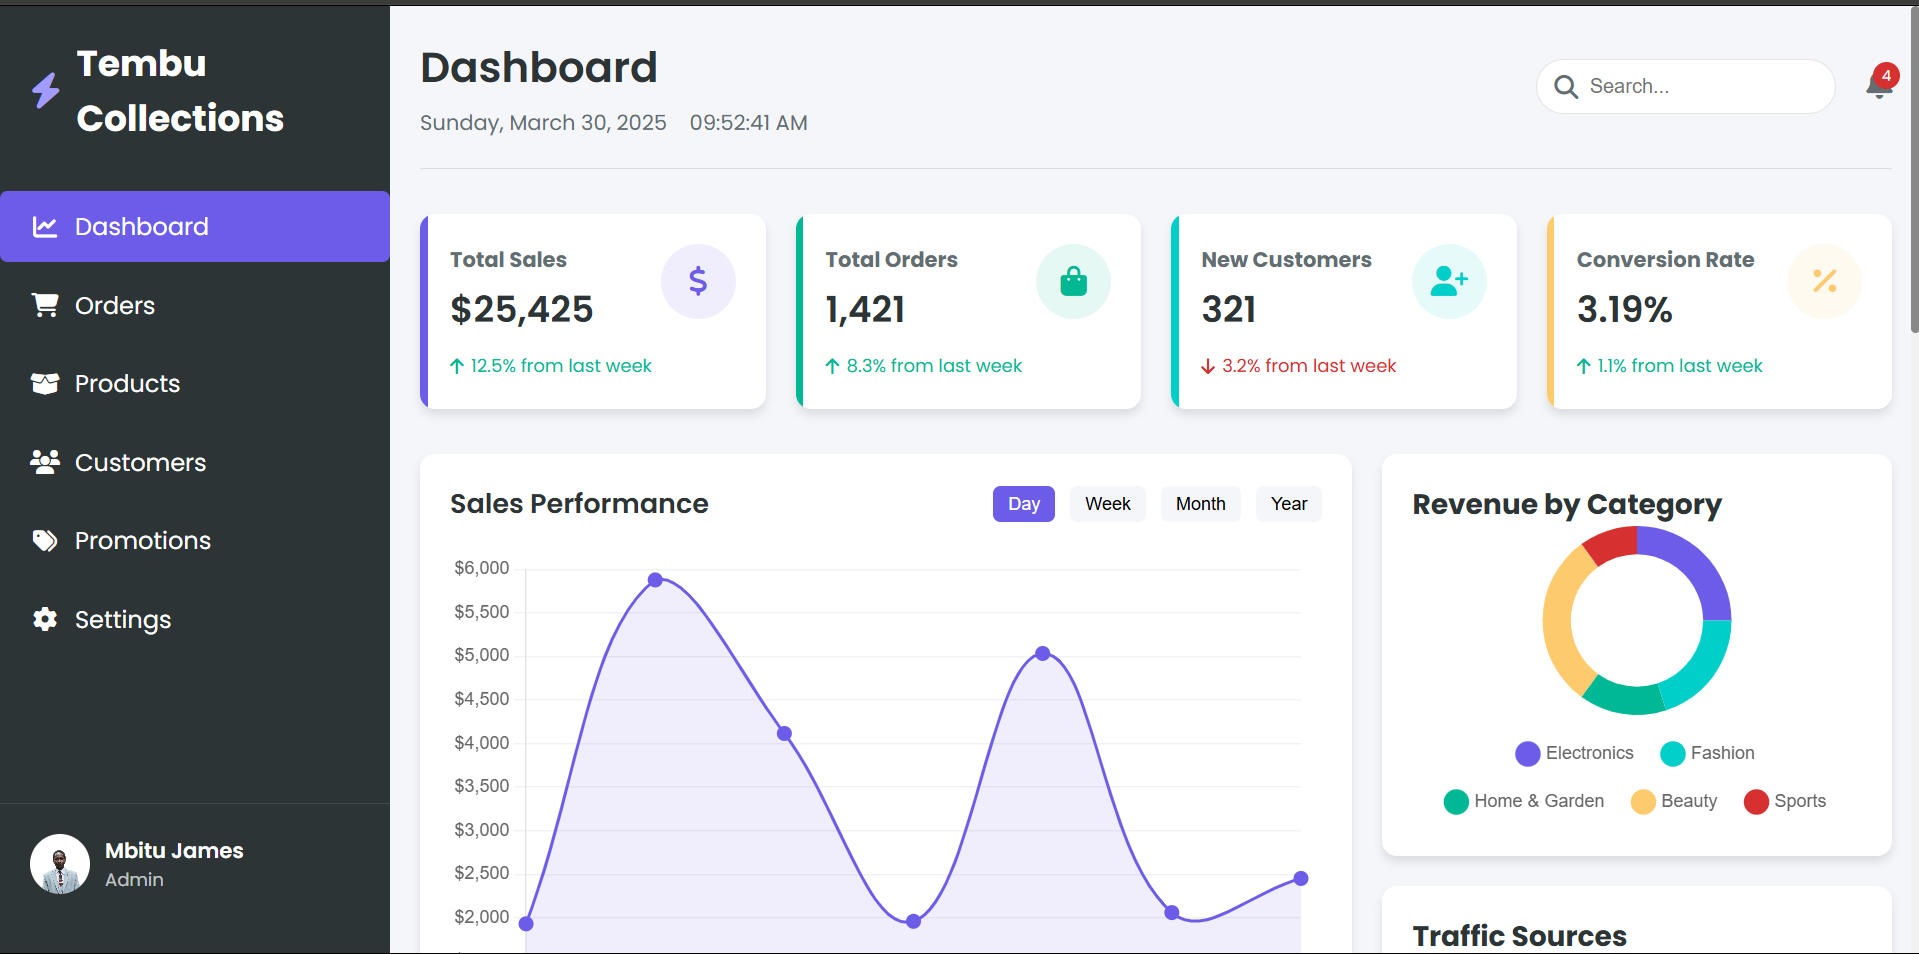 Tembu
Collections
Dashboard
Orders
Products
Customers
Promotions
Settings
Mbitu James
Admin
Dashboard
Sunday, March 30, 2025 09:52:41 AM
Search...
4
Total Sales
$25,425
12.5% from last week
Total Orders
1,421
8.3% from last week
New Customers
321
3.2% from last week
Conversion Rate
3.19%
1.1% from last week
Sales Performance
Day Week Month Year
$6,000
$5,500
$5,000
$4,500
$4,000
$3,500
$3,000
$2,500
$2,000
Revenue by Category
Electronics Fashion
Home & Garden Beauty Sports
Traffic Sources